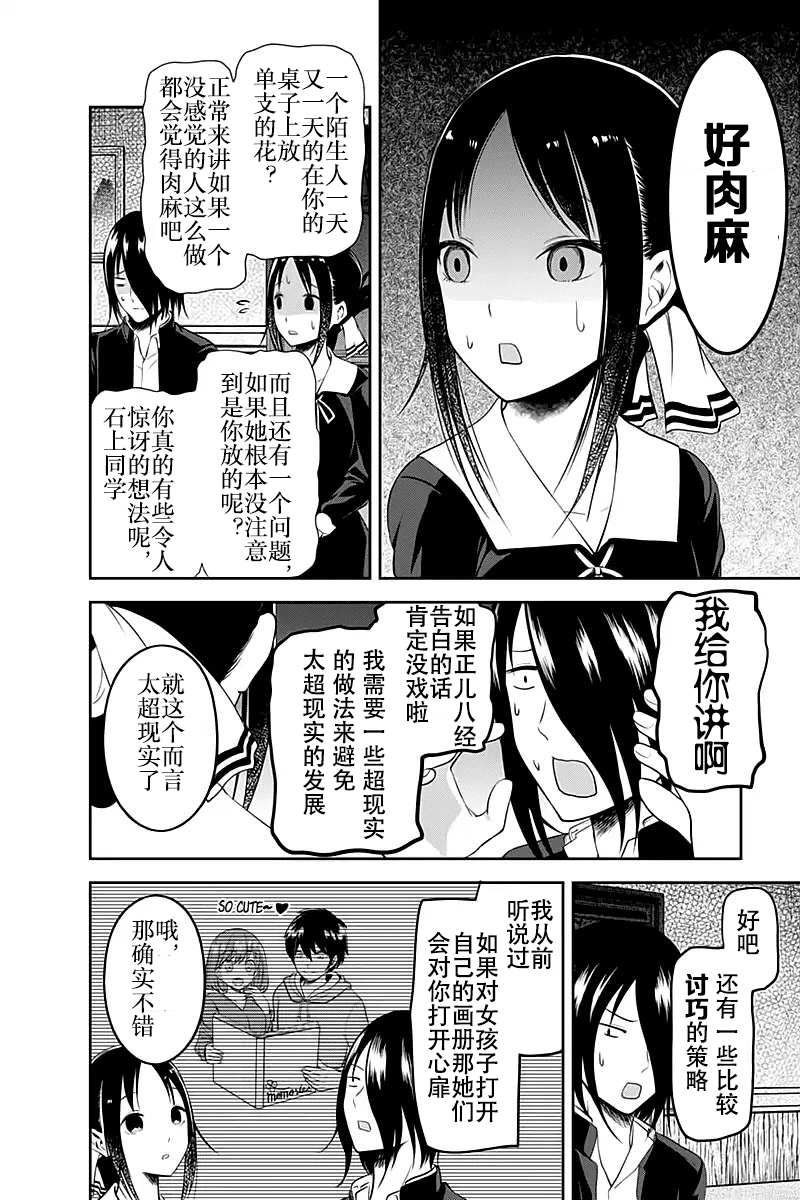 好肉麻
一个陌生人一天
又一天的在你的
桌子上放
单支的花？
正常来讲如果一个
没感觉的人这么做
都会觉得肉麻吧
而且还有一个问题，
如果她根本没注意
到是你放的呢？
你真的有些令人
惊讶的想法呢，
石上同学
我给你讲啊
如果正儿八经
告白的话
肯定没戏啦
我需要一些超现实
的做法来避免
太超现实的发展
就这个而言
太超现实了
好吧
还有一些比较
讨巧的策略
我从前
听说过
如果对女孩子打开
自己的画册那她们
会对你打开心扉
SO CUTE~♥
哦，
那确实不错